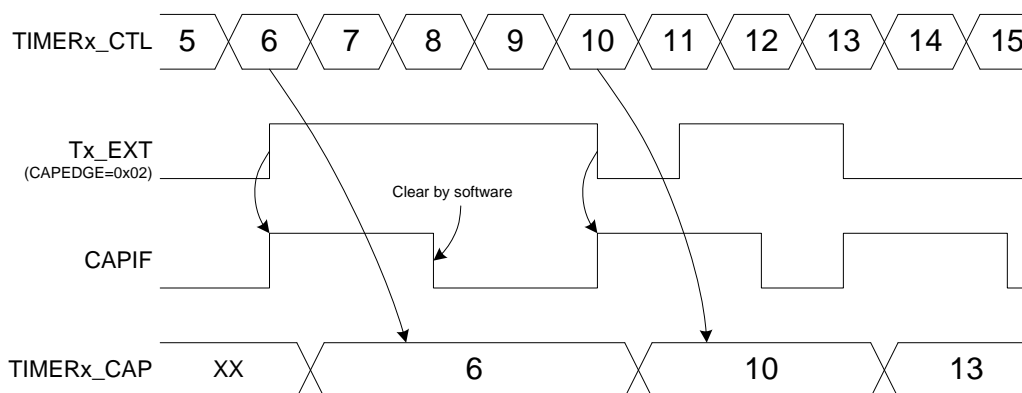 TIMERx_CTL 5 6 7 8 9 10 11 12 13 14 15
Tx_EXT
(CAPEDGE=0x02)
Clear by software
CAPIF
TIMERx_CAP XX 6 10 13